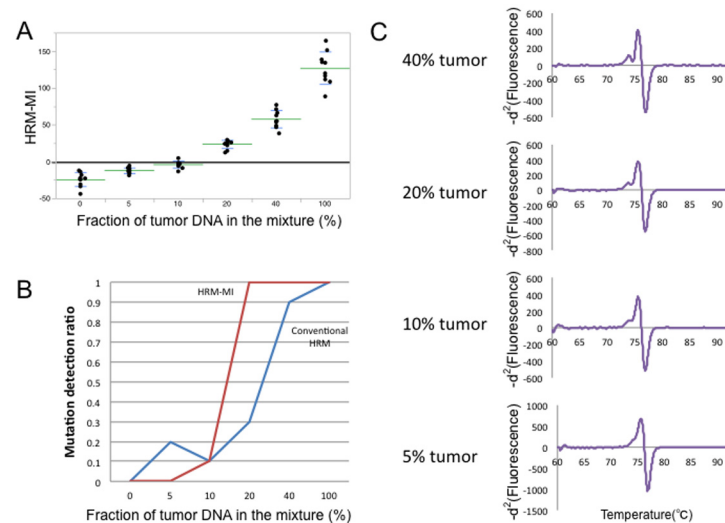 A
HRM-MI
150
100
50
0
-50
0 5 10 20 40 100
Fraction of tumor DNA in the mixture (%)
B
Mutation detection ratio
1
0.9
0.8
0.7
0.6
0.5
0.4
0.3
0.2
0.1
0
HRM-MI
Conventional
HRM
0 5 10 20 40 100
Fraction of tumor DNA in the mixture (%)
C
40% tumor
-d²(Fluorescence)
600
400
200
0
-200
-400
-600
60 65 70 75 80 85 90
20% tumor
-d²(Fluorescence)
600
400
200
0
-200
-400
-600
-800
60 65 70 75 80 85 90
10% tumor
-d²(Fluorescence)
600
400
200
0
-200
-400
-600
60 65 70 75 80 85 90
5% tumor
-d²(Fluorescence)
1000
500
0
-500
-1000
-1500
60 65 70 75 80 85 90
Temperature(℃)